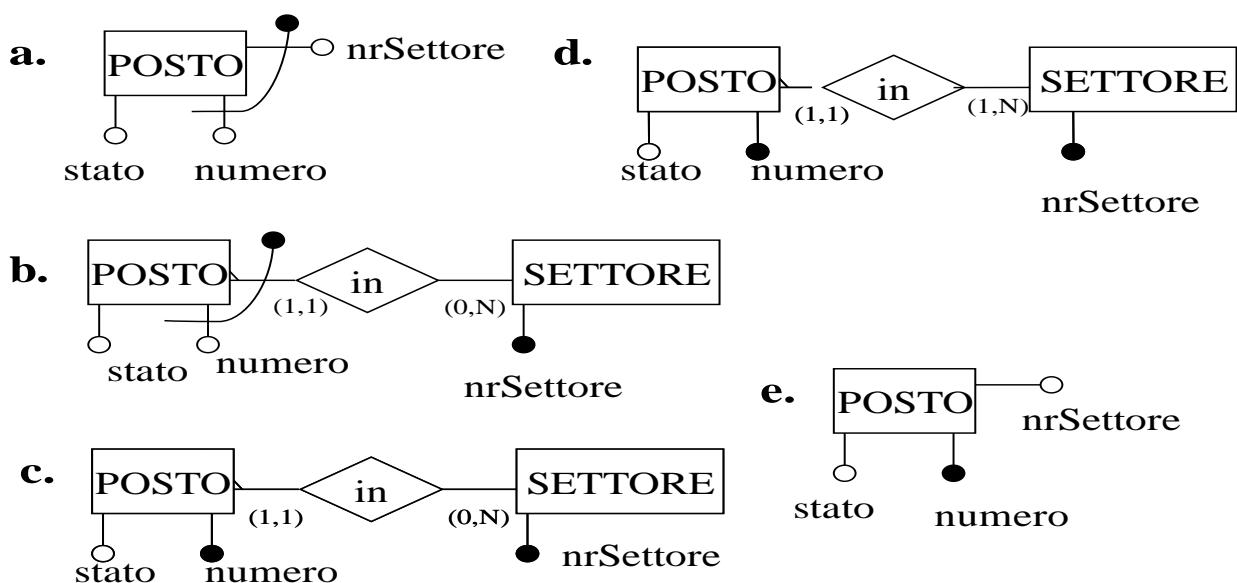 a.
POSTO
nrSettore
stato
numero
b.
POSTO
in
SETTORE
(1,1)
(0,N)
stato
numero
nrSettore
c.
POSTO
in
SETTORE
(1,1)
(0,N)
stato
numero
nrSettore
d.
POSTO
in
SETTORE
(1,1)
(1,N)
stato
numero
nrSettore
e.
POSTO
nrSettore
stato
numero